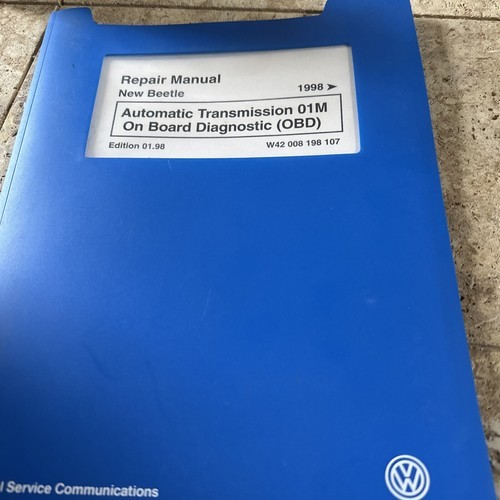 Repair Manual
New Beetle 1998 ➤
Automatic Transmission 01M
On Board Diagnostic (OBD)
Edition 01.98 W42 008 198 107
Service Communications